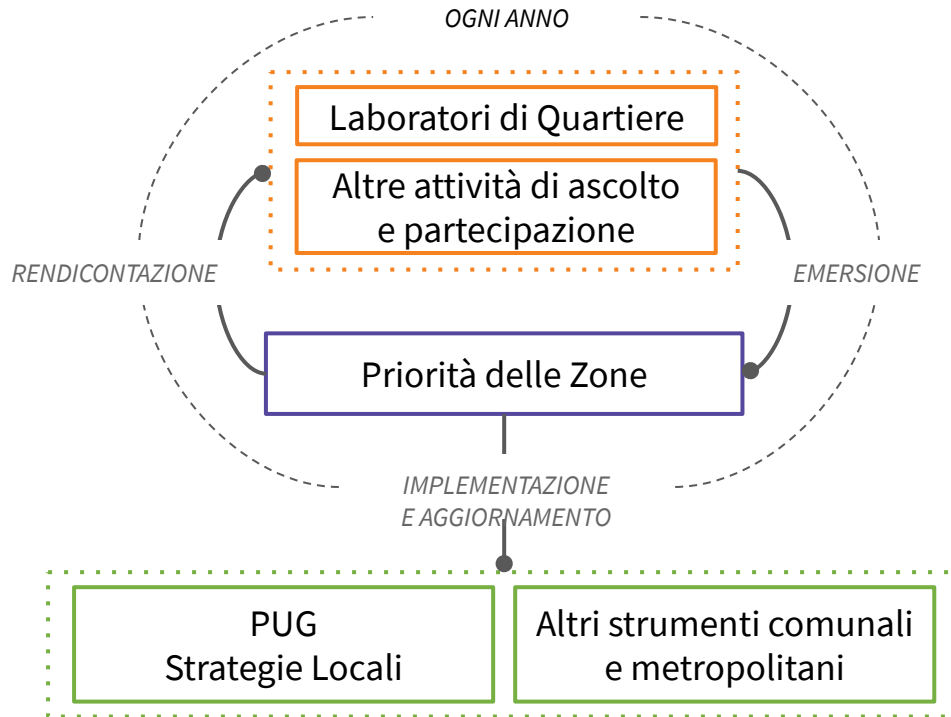 OGNI ANNO
Laboratori di Quartiere
Altre attività di ascolto
e partecipazione
RENDICONTAZIONE
EMERSIONE
Priorità delle Zone
IMPLEMENTAZIONE
E AGGIORNAMENTO
PUG
Strategie Locali
Altri strumenti comunali
e metropolitani